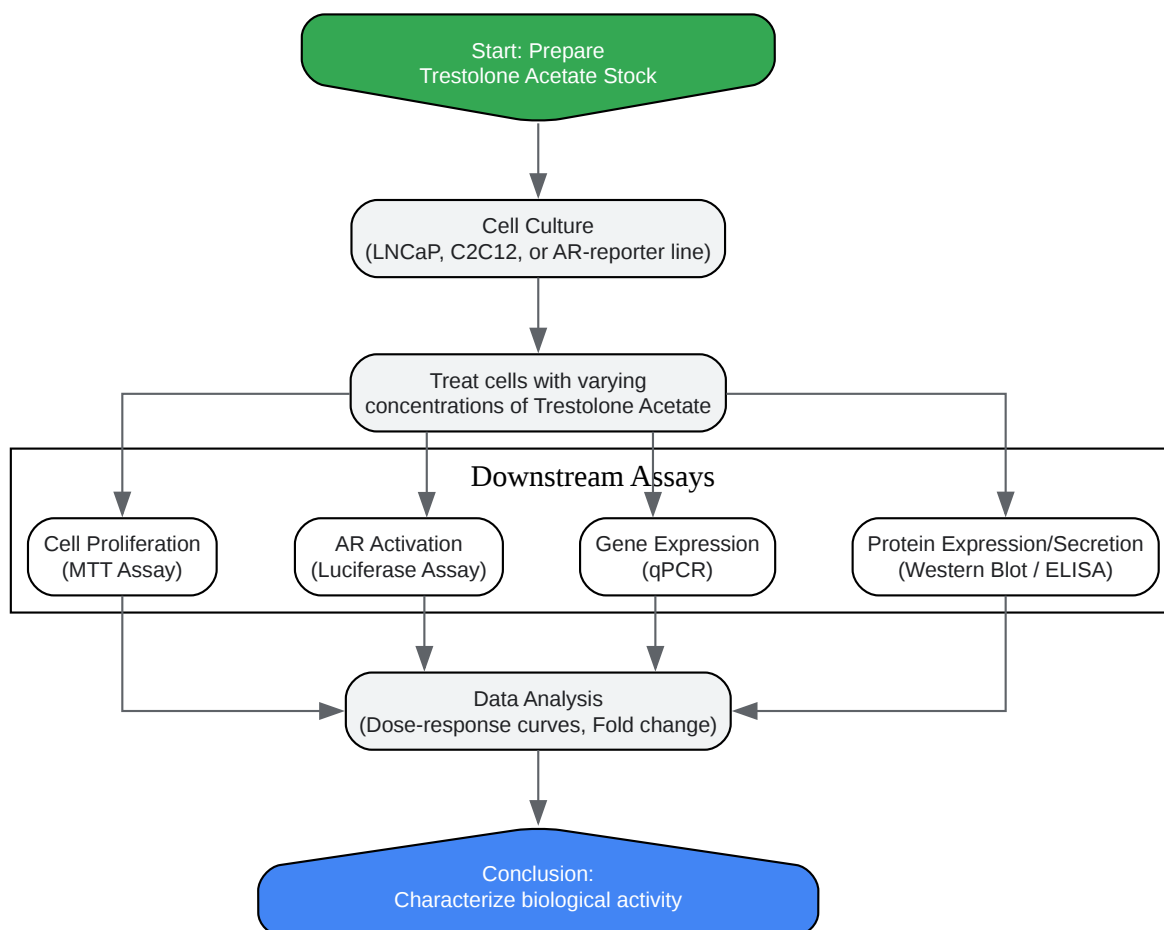 Start: Prepare
Trestolone Acetate Stock
Cell Culture
(LNCaP, C2C12, or AR-reporter line)
Treat cells with varying
concentrations of Trestolone Acetate
Downstream Assays
Cell Proliferation
(MTT Assay)
AR Activation
(Luciferase Assay)
Gene Expression
(qPCR)
Protein Expression/Secretion
(Western Blot / ELISA)
Data Analysis
(Dose-response curves, Fold change)
Conclusion:
Characterize biological activity